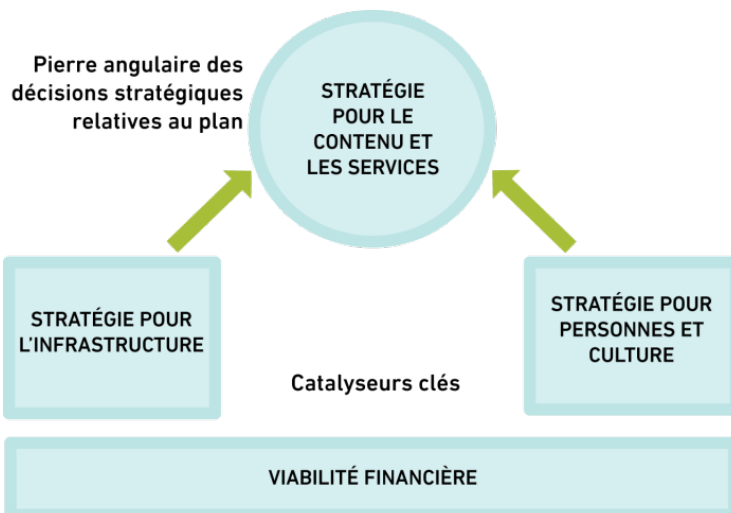 Pierre angulaire des
décisions stratégiques
relatives au plan
STRATÉGIE
POUR LE
CONTENU ET
LES SERVICES
STRATÉGIE POUR
L'INFRASTRUCTURE
STRATÉGIE POUR
PERSONNES ET
CULTURE
Catalyseurs clés
VIABILITÉ FINANCIÈRE